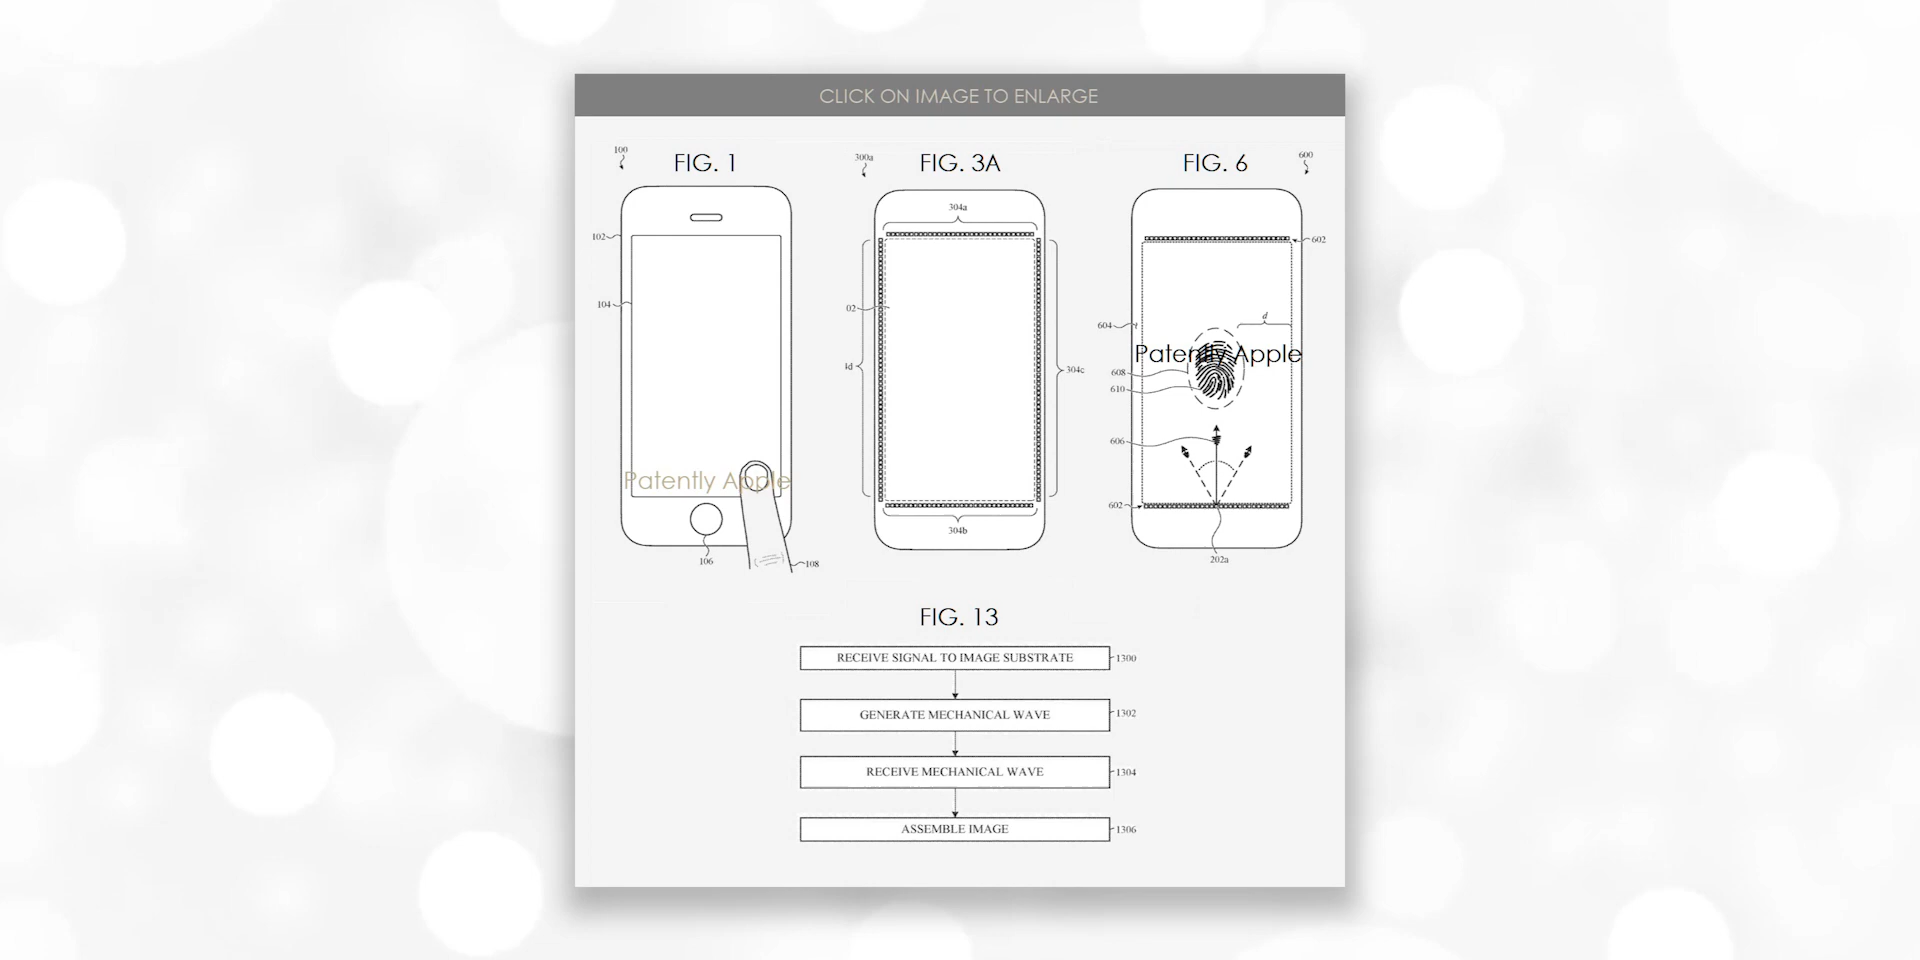 CLICK ON IMAGE TO ENLARGE
100
FIG. 1
300a
FIG. 3A
FIG. 6
600
102
104
Patently Apple
106
108
304a
02
4d
304c
304b
602
604
d
Patently Apple
608
610
606
602
202a
FIG. 13
RECEIVE SIGNAL TO IMAGE SUBSTRATE
1300
GENERATE MECHANICAL WAVE
1302
RECEIVE MECHANICAL WAVE
1304
ASSEMBLE IMAGE
1306